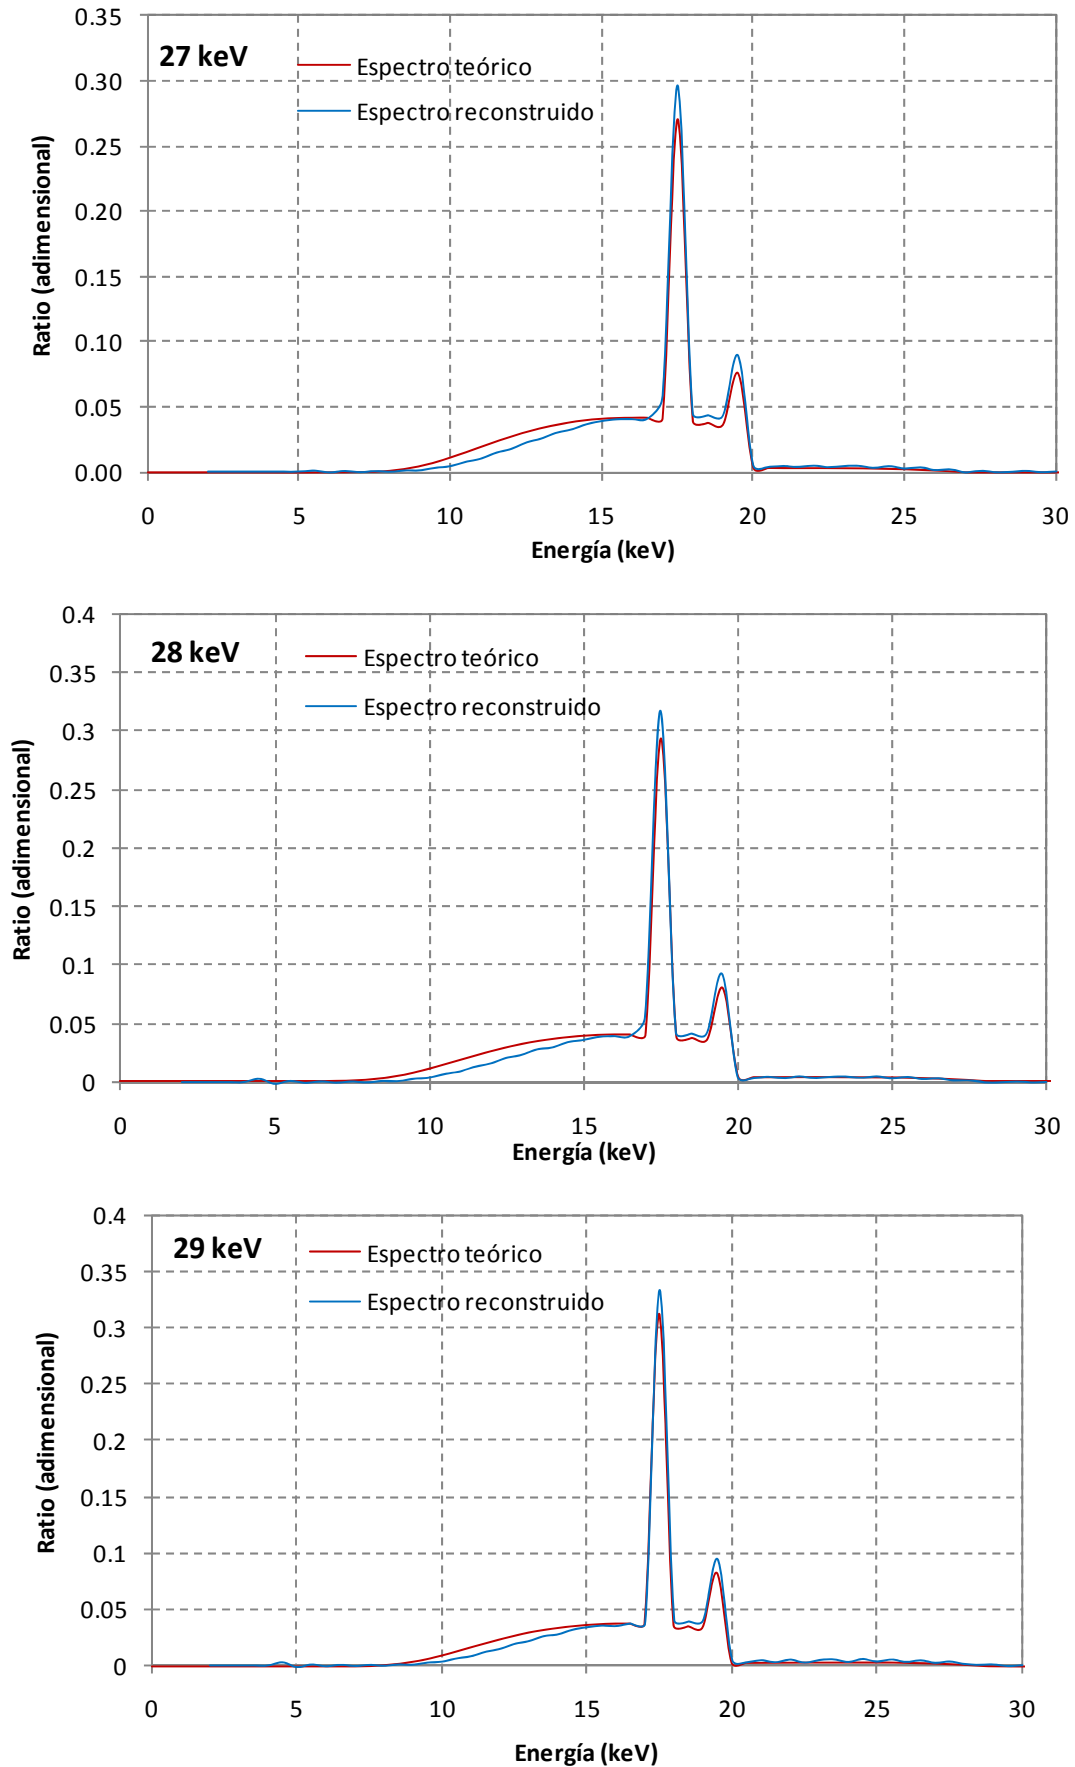 0.35
27 keV
Espectro teórico
0.30
Espectro reconstruido
0.25
0.20
0.15
0.10
0.05
0.00
Ratio (adimensional)
0 5 10 15 20 25 30
Energía (keV)
0.4
28 keV
Espectro teórico
0.35
Espectro reconstruido
0.3
0.25
0.2
0.15
0.1
0.05
0
Ratio (adimensional)
0 5 10 15 20 25 30
Energía (keV)
0.4
29 keV
Espectro teórico
0.35
Espectro reconstruido
0.3
0.25
0.2
0.15
0.1
0.05
0
Ratio (adimensional)
0 5 10 15 20 25 30
Energía (keV)